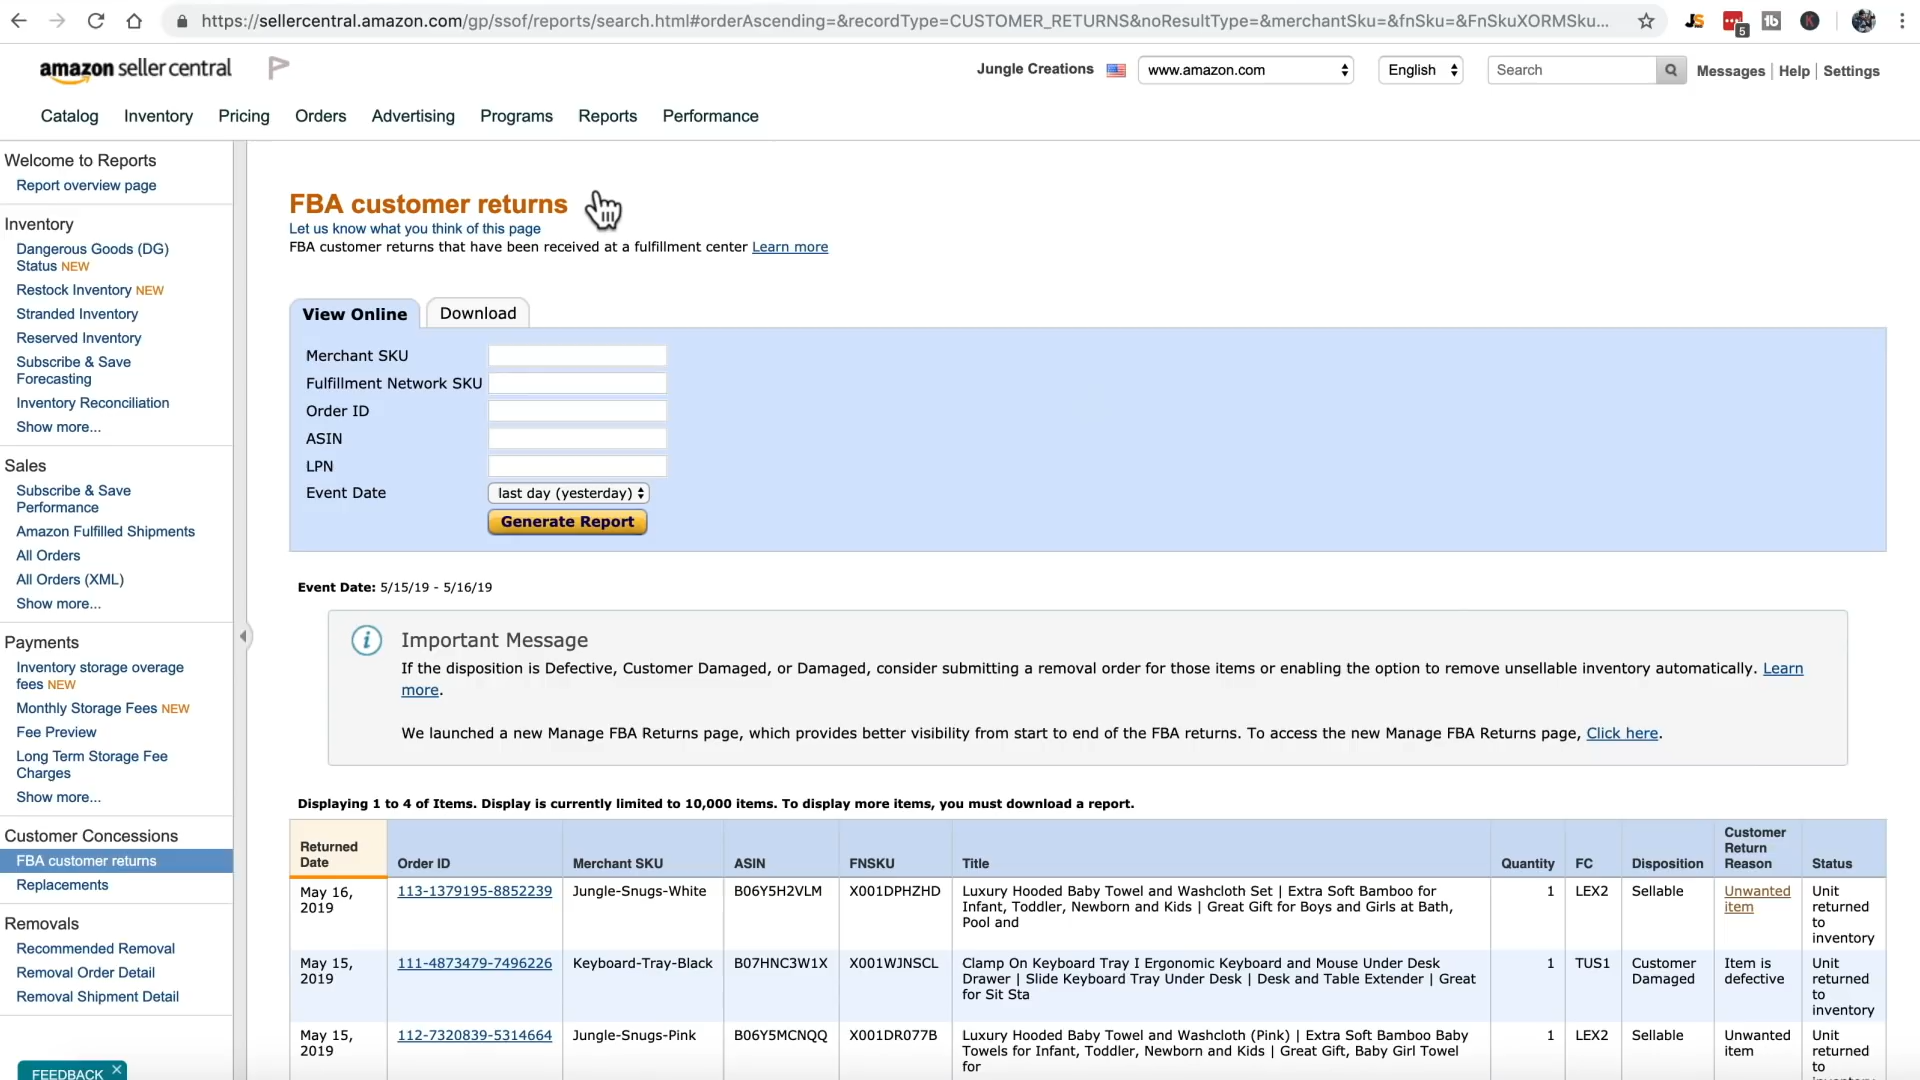 https://sellercentral.amazon.com/gp/ssof/reports/search.html#orderAscending=&recordType=CUSTOMER_RETURNS&noResultType=&merchantSku=&fnSku=&FnSkuXORMSku...
JS
5
tb
K
amazon seller central
Jungle Creations
www.amazon.com
English
Search
Messages | Help | Settings
Catalog Inventory Pricing Orders Advertising Programs Reports Performance
Welcome to Reports
Report overview page
Inventory
Dangerous Goods (DG)
Status NEW
Restock Inventory NEW
Stranded Inventory
Reserved Inventory
Subscribe & Save
Forecasting
Inventory Reconciliation
Show more...
Sales
Subscribe & Save
Performance
Amazon Fulfilled Shipments
All Orders
All Orders (XML)
Show more...
Payments
Inventory storage overage
fees NEW
Monthly Storage Fees NEW
Fee Preview
Long Term Storage Fee
Charges
Show more...
Customer Concessions
FBA customer returns
Replacements
Removals
Recommended Removal
Removal Order Detail
Removal Shipment Detail
FEEDBACK
FBA customer returns
Let us know what you think of this page
FBA customer returns that have been received at a fulfillment center Learn more
View Online
Download
Merchant SKU
Fulfillment Network SKU
Order ID
ASIN
LPN
Event Date last day (yesterday)
Generate Report
Event Date: 5/15/19 - 5/16/19
i
Important Message
If the disposition is Defective, Customer Damaged, or Damaged, consider submitting a removal order for those items or enabling the option to remove unsellable inventory automatically. Learn
more.
We launched a new Manage FBA Returns page, which provides better visibility from start to end of the FBA returns. To access the new Manage FBA Returns page, Click here.
Displaying 1 to 4 of Items. Display is currently limited to 10,000 items. To display more items, you must download a report.
Returned
Date
Order ID
Merchant SKU
ASIN
FNSKU
Title
Quantity
FC
Disposition
Customer
Return
Reason
Status
May 16,
2019
113-1379195-8852239
Jungle-Snugs-White
B06Y5H2VLM
X001DPHZHD
Luxury Hooded Baby Towel and Washcloth Set | Extra Soft Bamboo for
Infant, Toddler, Newborn and Kids | Great Gift for Boys and Girls at Bath,
Pool and
1
LEX2
Sellable
Unwanted
item
Unit
returned
to
inventory
May 15,
2019
111-4873479-7496226
Keyboard-Tray-Black
B07HNC3W1X
X001WJNSCL
Clamp On Keyboard Tray I Ergonomic Keyboard and Mouse Under Desk
Drawer | Slide Keyboard Tray Under Desk | Desk and Table Extender | Great
for Sit Sta
1
TUS1
Customer
Damaged
Item is
defective
Unit
returned
to
inventory
May 15,
2019
112-7320839-5314664
Jungle-Snugs-Pink
B06Y5MCNQQ
X001DR077B
Luxury Hooded Baby Towel and Washcloth (Pink) | Extra Soft Bamboo Baby
Towels for Infant, Toddler, Newborn and Kids | Great Gift, Baby Girl Towel
for
1
LEX2
Sellable
Unwanted
item
Unit
returned
to